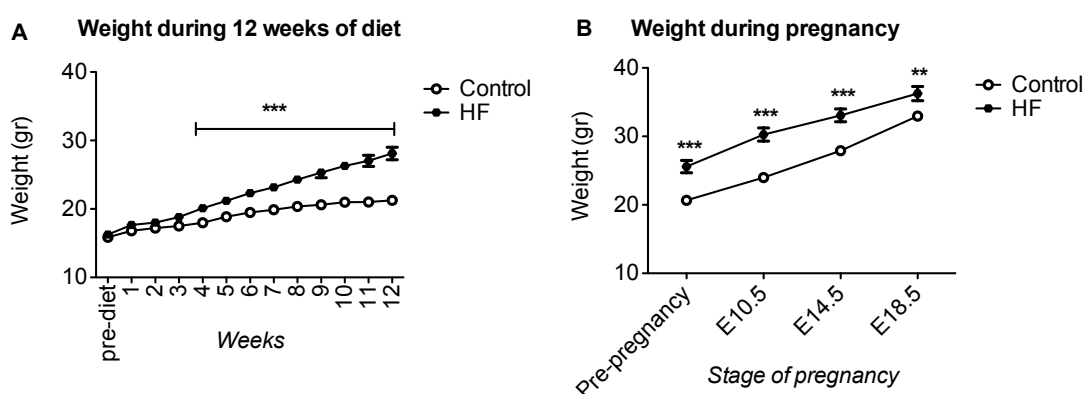 A Weight during 12 weeks of diet
40
30
20
10
Weight (gr)
***
Control
HF
pre-diet
1
2
3
4
5
6
7
8
9
10
11
12
Weeks
B Weight during pregnancy
40
30
20
10
Weight (gr)
***
***
***
**
Control
HF
Pre-pregnancy
E10.5
E14.5
E18.5
Stage of pregnancy